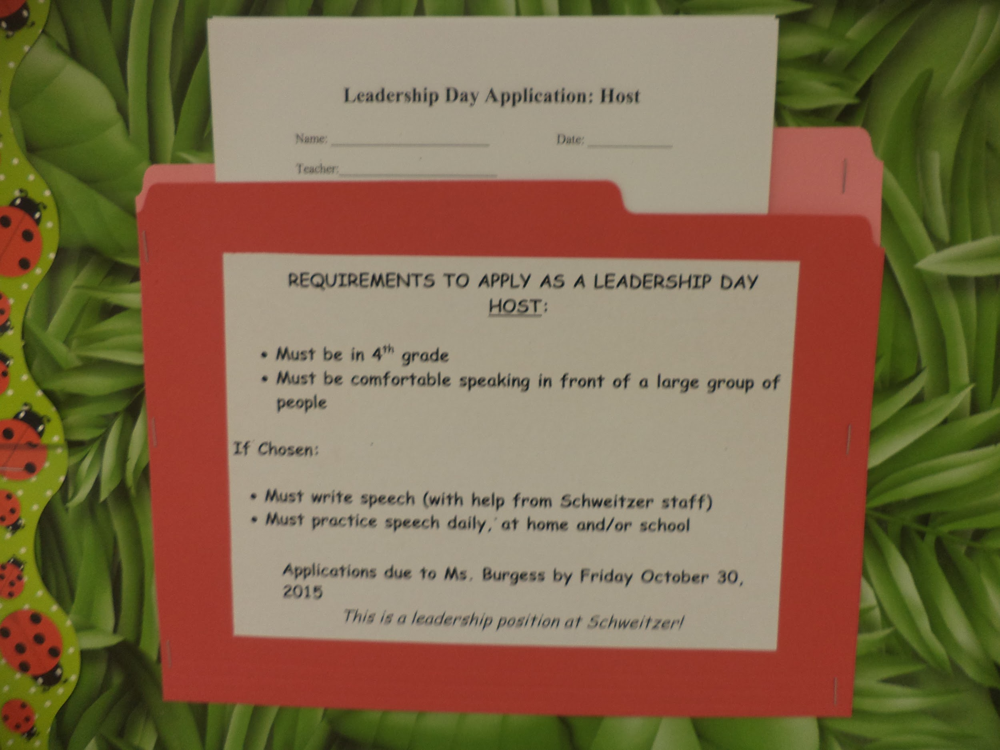 Leadership Day Application: Host
Name: ____________________ Date: ___________
Teacher:____________________
REQUIREMENTS TO APPLY AS A LEADERSHIP DAY
HOST:
• Must be in 4th grade
• Must be comfortable speaking in front of a large group of
people
If Chosen:
• Must write speech (with help from Schweitzer staff)
• Must practice speech daily, at home and/or school
Applications due to Ms. Burgess by Friday October 30,
2015
This is a leadership position at Schweitzer!